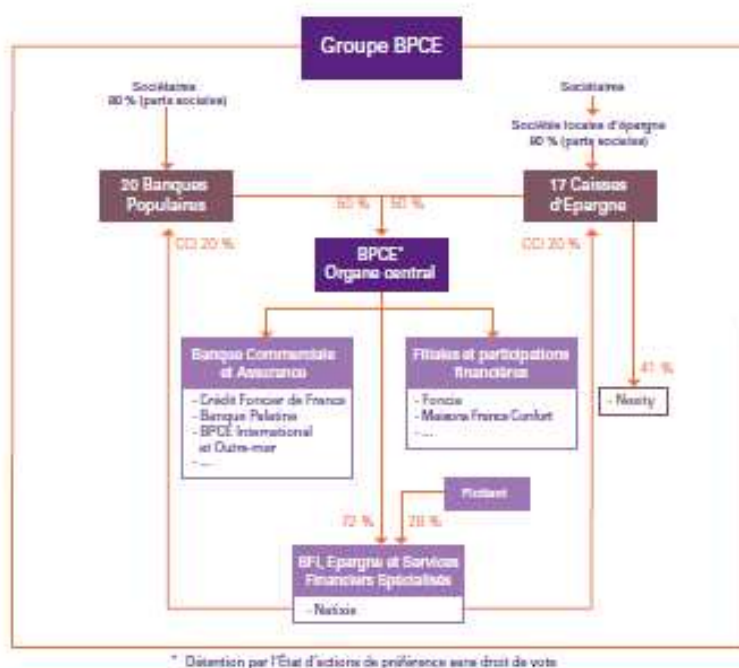 Groupe BPCE
Sociétaires
80 % (parts sociales)
Sociétaires
Sociétés locales d'épargne
80 % (parts sociales)
20 Banques
Populaires
17 Caisses
d'Epargne
50 %
50 %
CCI 20 %
CCI 20 %
BPCE*
Organe central
Banque Commerciale
et Assurance
- Crédit Foncier de France
- Banque Palatine
- BPCE International
et Outre-mer
- ...
Filiales et participations
financières
- Foncia
- Maisons France Confort
- ...
41 %
- Nexity
Flottant
72 %
28 %
BFI, Epargne et Services
Financiers Spécialisés
- Natixis
* Détention par l'État d'actions de préférence sans droit de vote